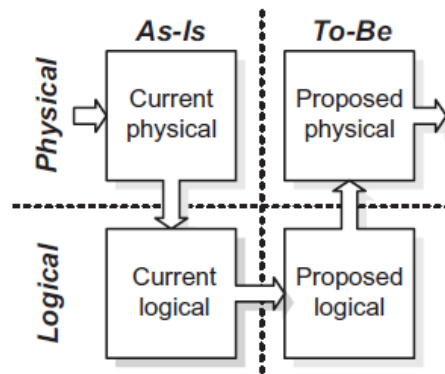 As-Is
To-Be
Physical
Current
physical
Proposed
physical
Logical
Current
logical
Proposed
logical